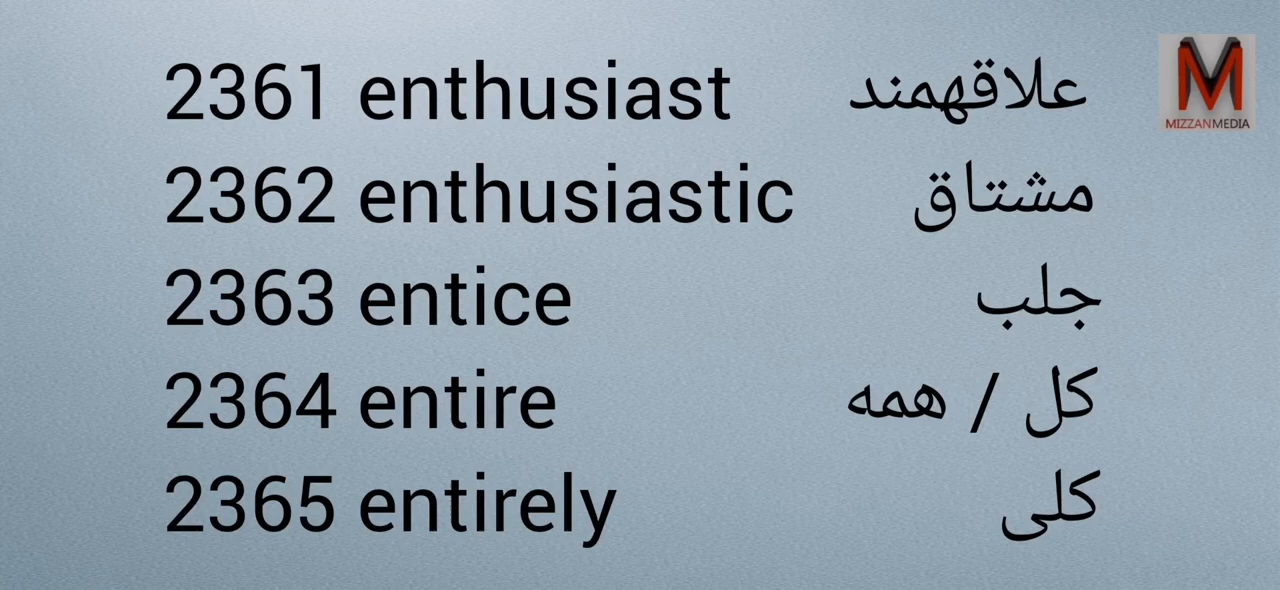 2361 enthusiast علاقهمند
2362 enthusiastic مشتاق
2363 entice جلب
2364 entire کل / همه
2365 entirely کلی
MIZZANMEDIA